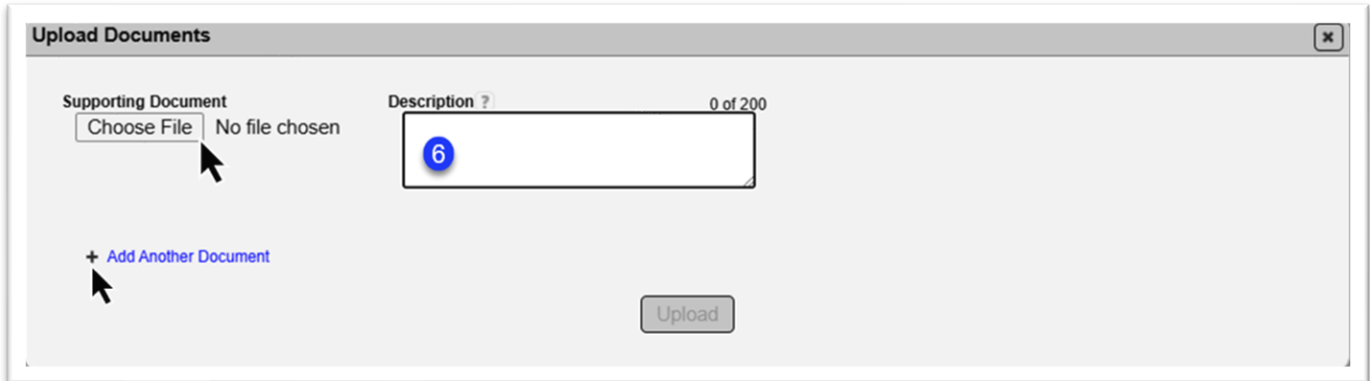 Upload Documents
Supporting Document
Description ? 0 of 200
Choose File No file chosen
6
+ Add Another Document
Upload